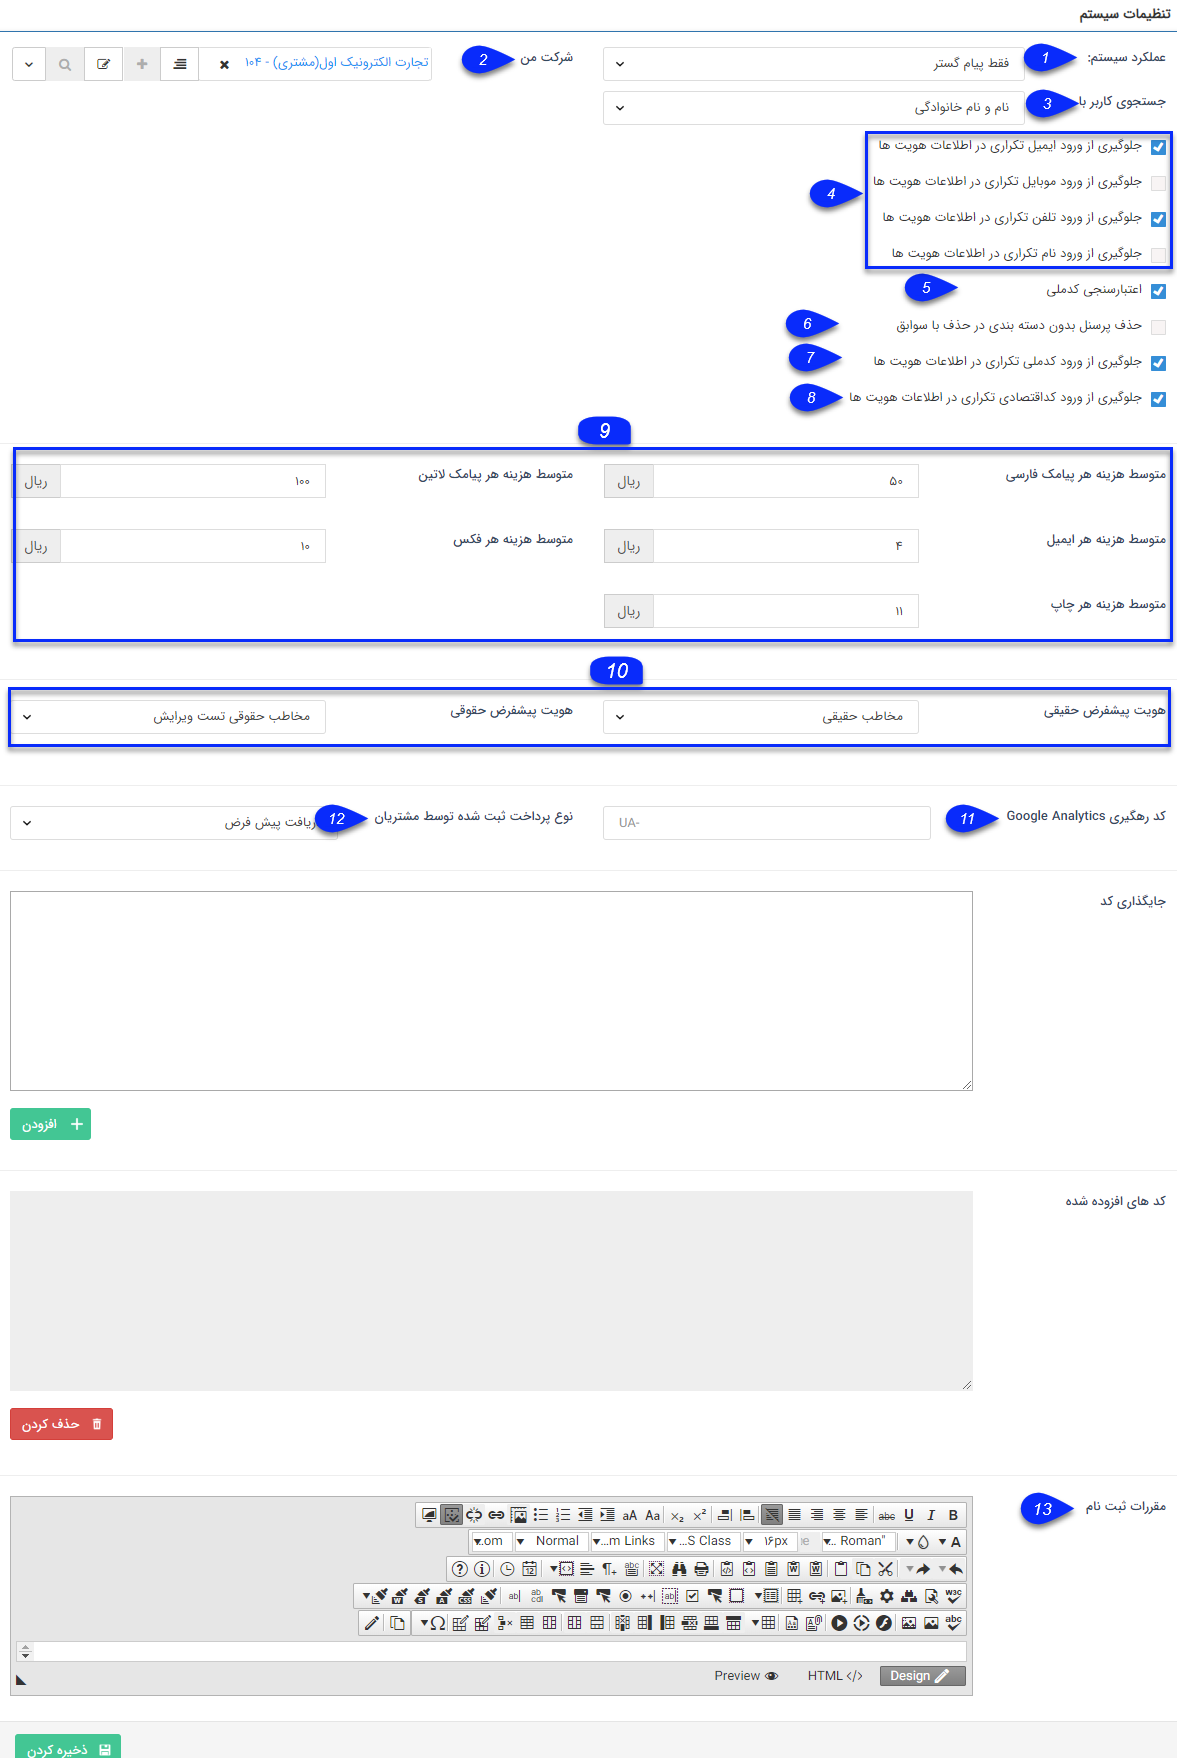 تنظیمات سیستم
عملکرد سیستم:
1
فقط پیام گستر
شرکت من
2
تجارت الکترونیک اول(مشتری) - ۱۰۴
جستجوی کاربر با
3
نام و نام خانوادگی
جلوگیری از ورود ایمیل تکراری در اطلاعات هویت ها
جلوگیری از ورود موبایل تکراری در اطلاعات هویت ها
4
جلوگیری از ورود تلفن تکراری در اطلاعات هویت ها
جلوگیری از ورود نام تکراری در اطلاعات هویت ها
اعتبارسنجی کدملی
5
حذف پرسنل بدون دسته بندی در حذف با سوابق
6
جلوگیری از ورود کدملی تکراری در اطلاعات هویت ها
7
جلوگیری از ورود کداقتصادی تکراری در اطلاعات هویت ها
8
9
متوسط هزینه هر پیامک فارسی
۵۰
ریال
متوسط هزینه هر پیامک لاتین
۱۰۰
ریال
متوسط هزینه هر ایمیل
۴
ریال
متوسط هزینه هر فکس
۱۰
ریال
متوسط هزینه هر چاپ
۱۱
ریال
10
هویت پیشفرض حقیقی
مخاطب حقیقی
هویت پیشفرض حقوقی
مخاطب حقوقی تست ویرایش
کد رهگیری Google Analytics
11
UA-
نوع پرداخت ثبت شده توسط مشتریان
12
ریافت پیش فرض
جایگذاری کد
افزودن
کد های افزوده شده
حذف کردن
مقررات ثبت نام
13
...om Normal ...m Links ...S Class ۱۶px ...Roman"
Preview HTML Design
ذخیره کردن